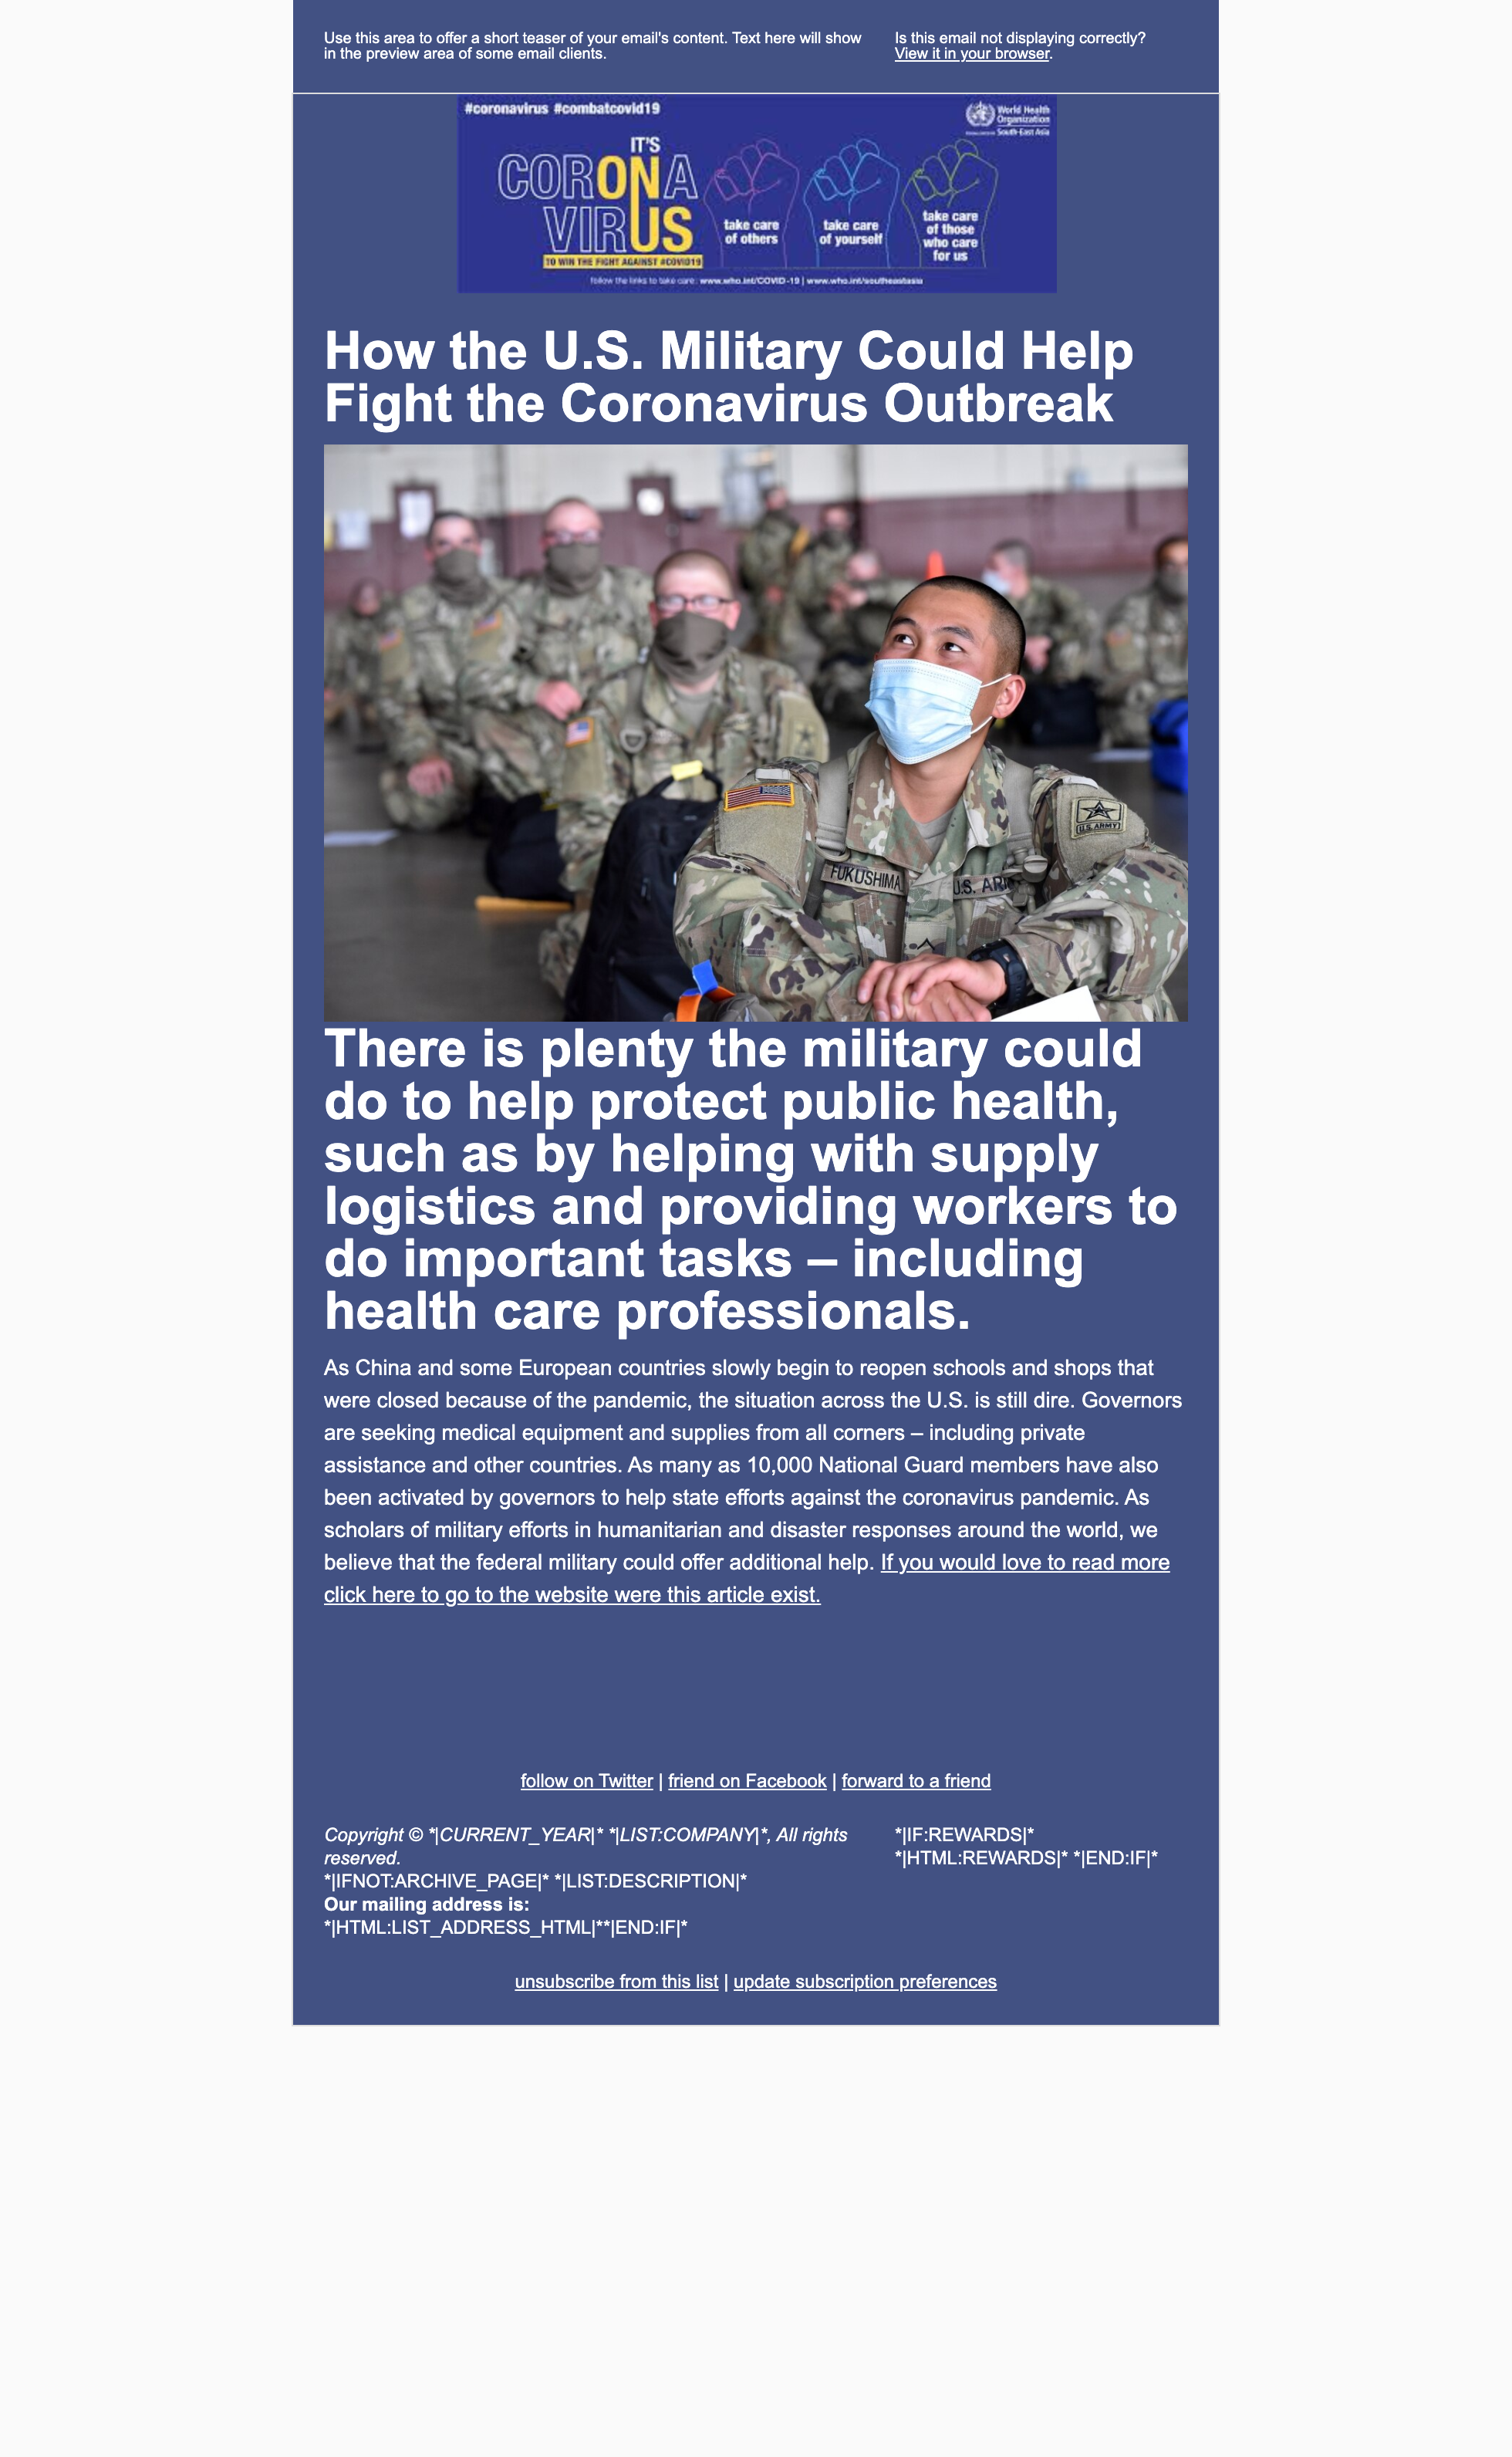 Use this area to offer a short teaser of your email's content. Text here will show
in the preview area of some email clients.
Is this email not displaying correctly?
View it in your browser.
#coronavirus #combatcovid19
World Health
Organization
South-East Asia
IT'S
CORONA
VIRUS
TO WIN THE FIGHT AGAINST #COVID19
take care
of others
take care
of yourself
take care
of those
who care
for us
follow the links to take care: www.who.int/COVID-19 | www.who.int/southeastasia
How the U.S. Military Could Help
Fight the Coronavirus Outbreak
U.S. ARMY
FUKUSHIMA
U.S. ARM
There is plenty the military could
do to help protect public health,
such as by helping with supply
logistics and providing workers to
do important tasks – including
health care professionals.
As China and some European countries slowly begin to reopen schools and shops that
were closed because of the pandemic, the situation across the U.S. is still dire. Governors
are seeking medical equipment and supplies from all corners – including private
assistance and other countries. As many as 10,000 National Guard members have also
been activated by governors to help state efforts against the coronavirus pandemic. As
scholars of military efforts in humanitarian and disaster responses around the world, we
believe that the federal military could offer additional help. If you would love to read more
click here to go to the website were this article exist.
follow on Twitter | friend on Facebook | forward to a friend
Copyright © *|CURRENT_YEAR|* *|LIST:COMPANY|*, All rights
reserved.
*|IFNOT:ARCHIVE_PAGE|* *|LIST:DESCRIPTION|*
Our mailing address is:
*|HTML:LIST_ADDRESS_HTML|**|END:IF|*
*|IF:REWARDS|*
*|HTML:REWARDS|* *|END:IF|*
unsubscribe from this list | update subscription preferences